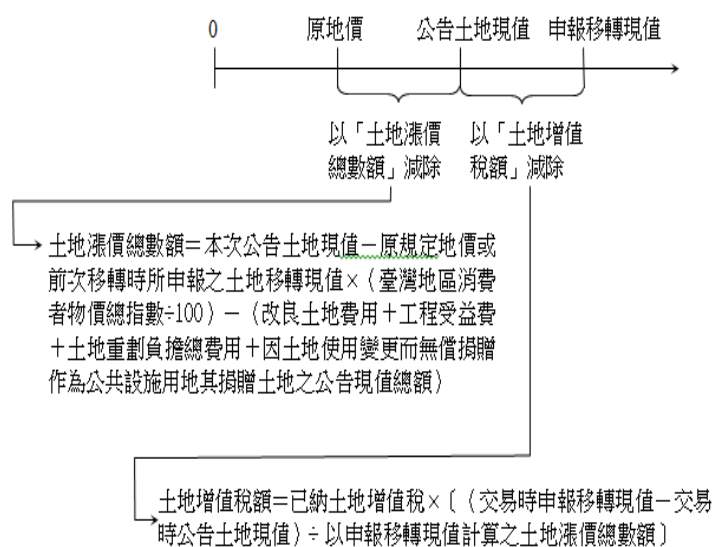 0 原地價 公告土地現值 申報移轉現值
以「土地漲價 以「土地增值
總數額」減除 稅額」減除
土地漲價總數額＝本次公告土地現值－原規定地價或
前次移轉時所申報之土地移轉現值×（臺灣地區消費
者物價總指數÷100）－（改良土地費用＋工程受益費
＋土地重劃負擔總費用＋因土地使用變更而無償捐贈
作為公共設施用地其捐贈土地之公告現值總額）
土地增值稅額＝已納土地增值稅×〔（交易時申報移轉現值－交易
時公告土地現值）÷以申報移轉現值計算之土地漲價總數額〕